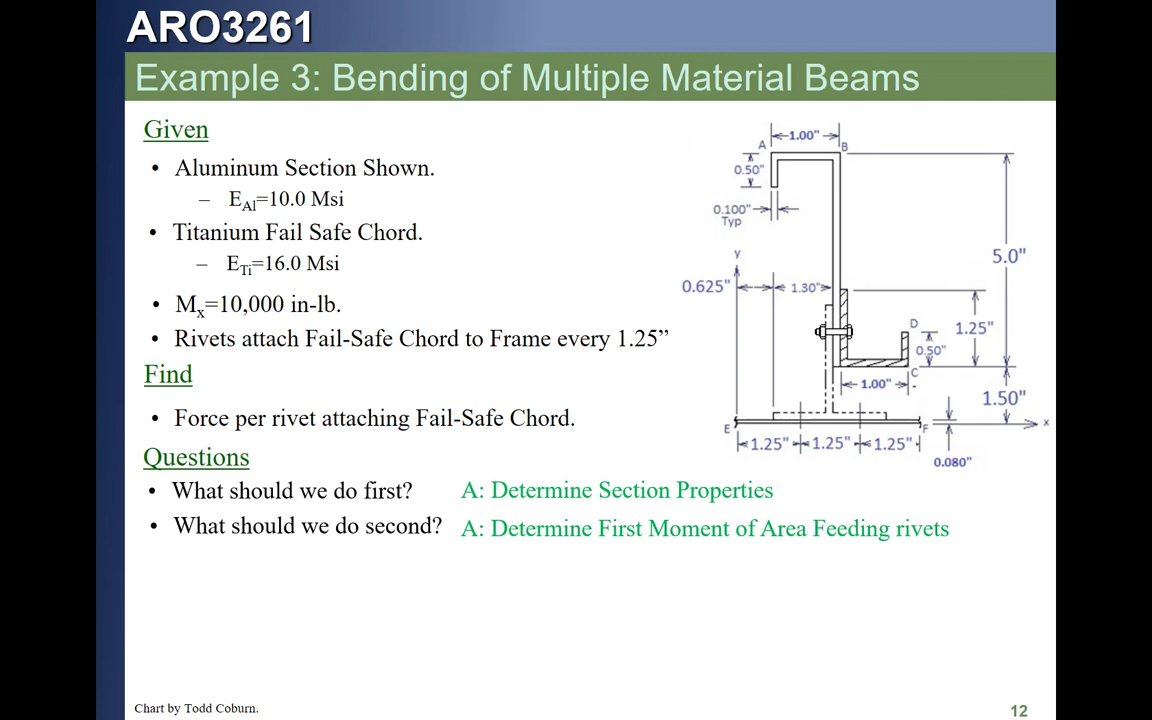 ARO3261
Example 3: Bending of Multiple Material Beams
Given
• Aluminum Section Shown.
– EAl=10.0 Msi
• Titanium Fail Safe Chord.
– ETi=16.0 Msi
• Mx=10,000 in-lb.
• Rivets attach Fail-Safe Chord to Frame every 1.25”
Find
• Force per rivet attaching Fail-Safe Chord.
Questions
• What should we do first? A: Determine Section Properties
• What should we do second? A: Determine First Moment of Area Feeding rivets
1.00"
A
B
0.50"
0.100"
Typ
y
5.0"
0.625"
1.30"
D
1.25"
0.50"
C
1.00"
1.50"
E
F
x
1.25" 1.25" 1.25"
0.080"
Chart by Todd Coburn.
12